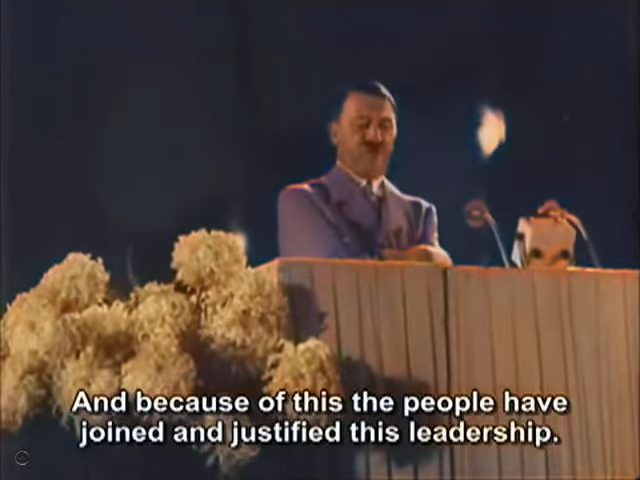 And because of this the people have
joined and justified this leadership.